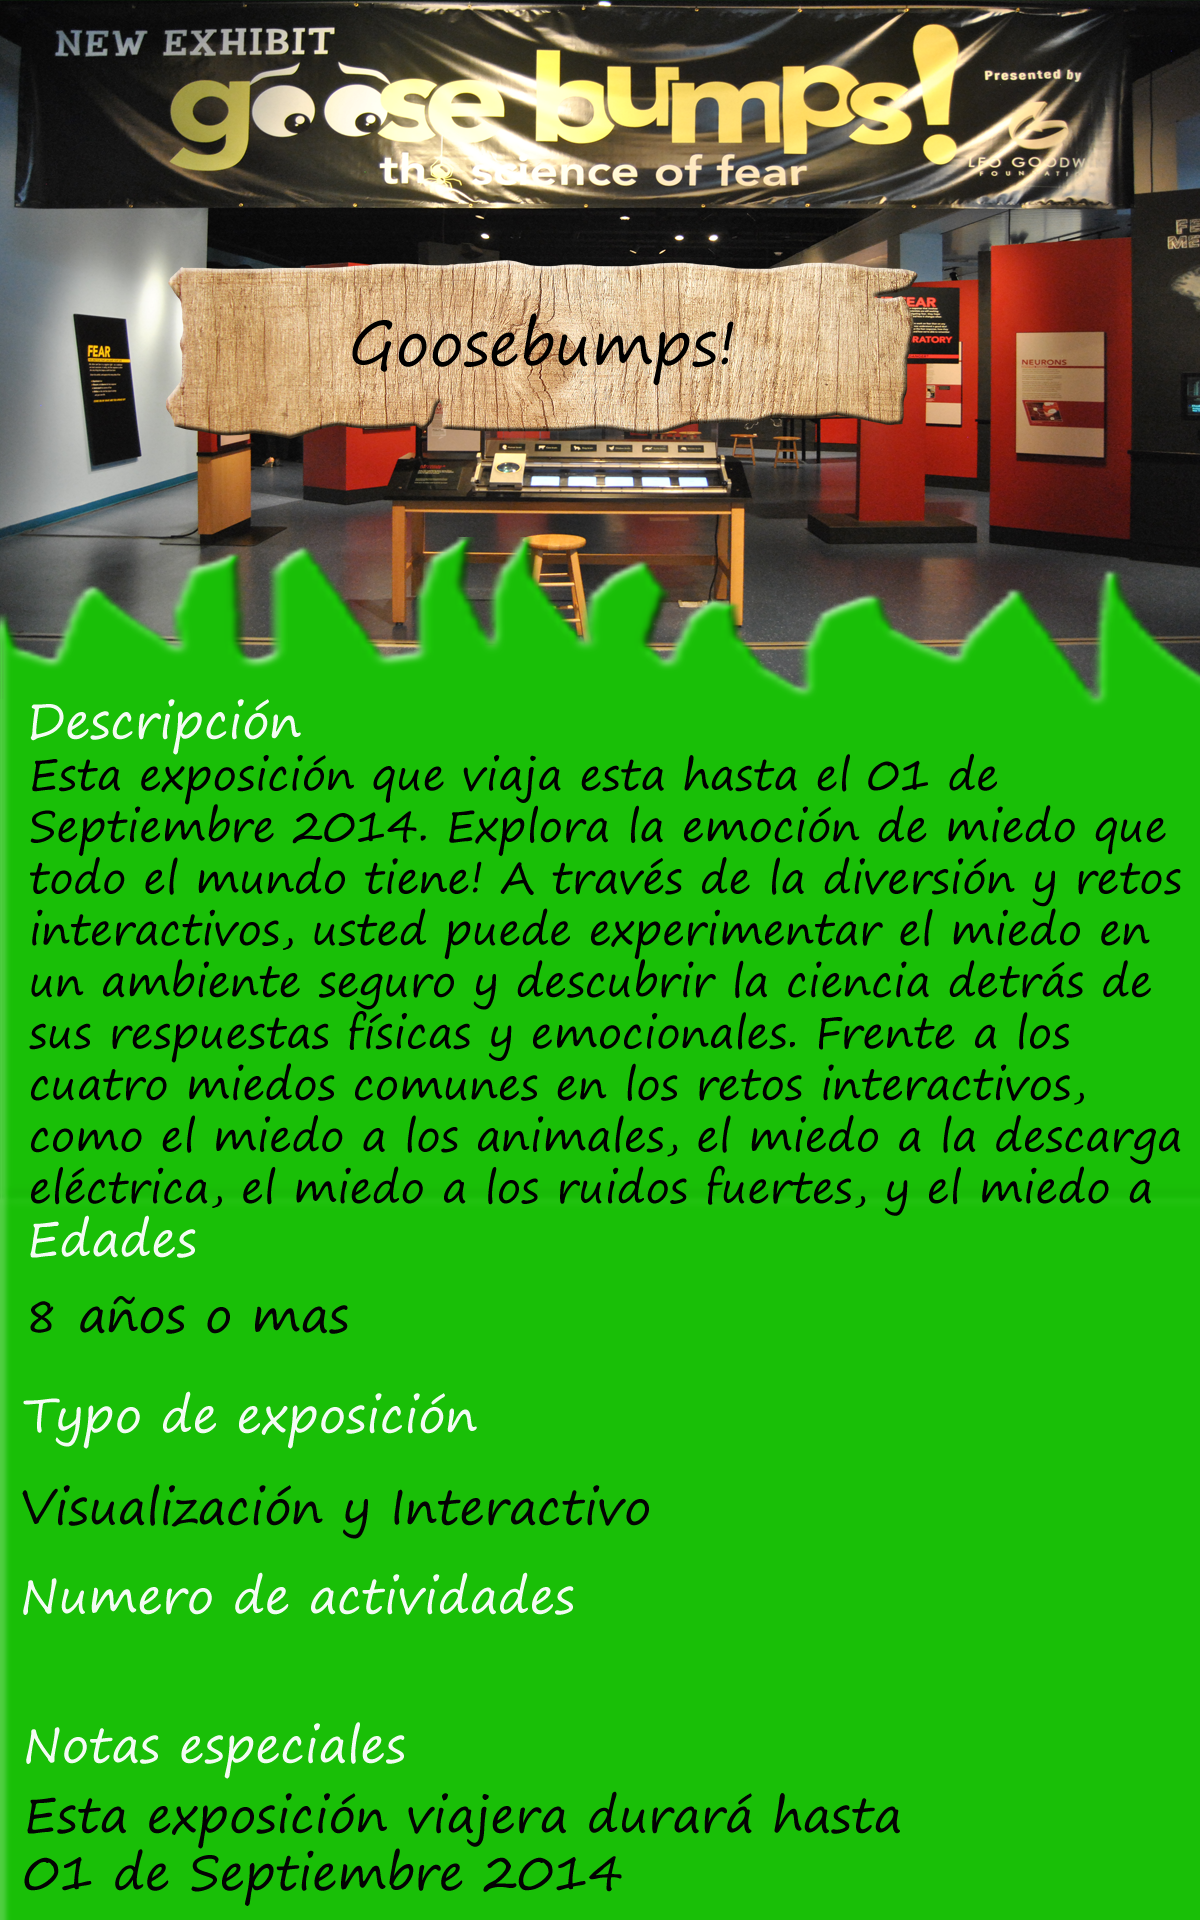 NEW EXHIBIT
goose bumps!
the science of fear
Presented by
LEO GOODW
FOUNDATI
FEAR
EAR
RATORY
NEURONS
Goosebumps!
Descripción
Esta exposición que viaja esta hasta el 01 de
Septiembre 2014. Explora la emoción de miedo que
todo el mundo tiene! A través de la diversión y retos
interactivos, usted puede experimentar el miedo en
un ambiente seguro y descubrir la ciencia detrás de
sus respuestas físicas y emocionales. Frente a los
cuatro miedos comunes en los retos interactivos,
como el miedo a los animales, el miedo a la descarga
eléctrica, el miedo a los ruidos fuertes, y el miedo a
Edades
8 años o mas
Typo de exposición
Visualización y Interactivo
Numero de actividades
Notas especiales
Esta exposición viajera durará hasta
01 de Septiembre 2014